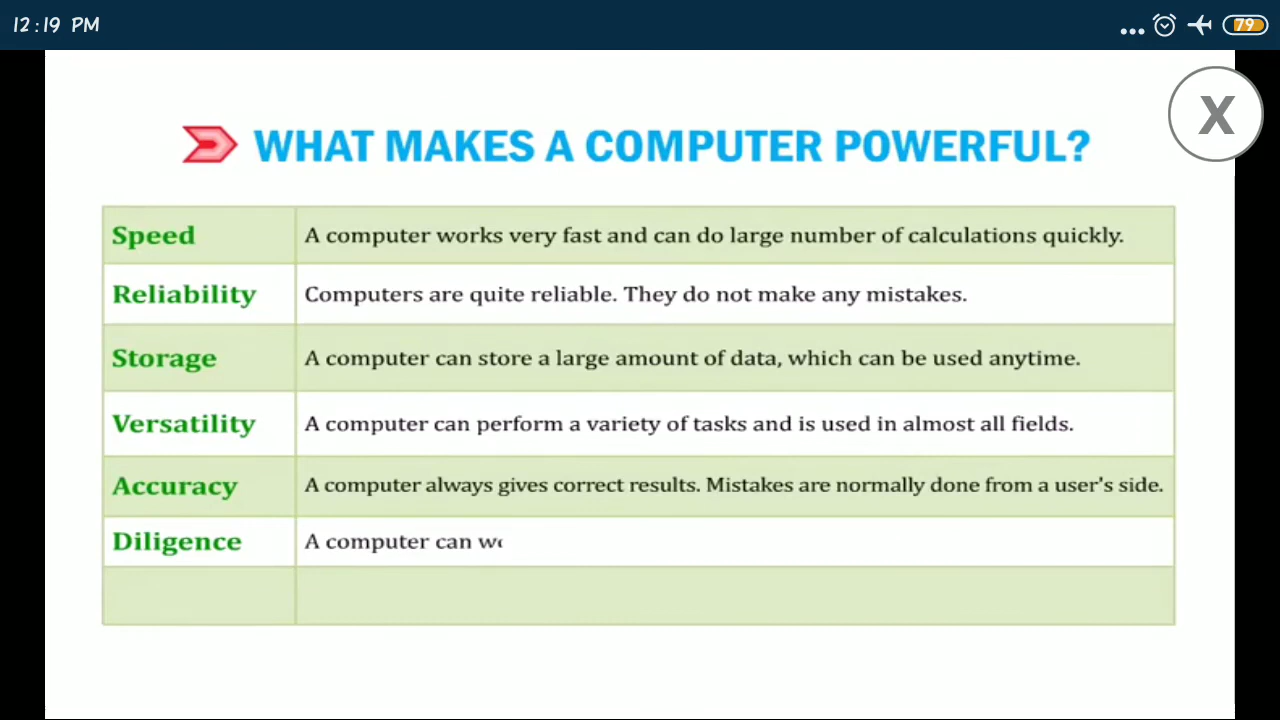 12:19 PM
79
X
WHAT MAKES A COMPUTER POWERFUL?
Speed A computer works very fast and can do large number of calculations quickly.
Reliability Computers are quite reliable. They do not make any mistakes.
Storage A computer can store a large amount of data, which can be used anytime.
Versatility A computer can perform a variety of tasks and is used in almost all fields.
Accuracy A computer always gives correct results. Mistakes are normally done from a user's side.
Diligence A computer can